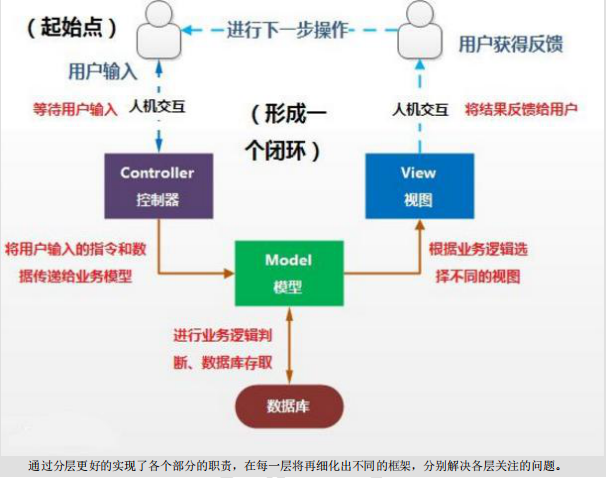 （起始点）
进行下一步操作
用户输入
用户获得反馈
等待用户输入
人机交互
（形成一
个闭环）
人机交互
将结果反馈给用户
Controller
控制器
View
视图
将用户输入的指令和数
据传递给业务模型
Model
模型
根据业务逻辑选
择不同的视图
进行业务逻辑判
断、数据库存取
数据库
通过分层更好的实现了各个部分的职责，在每一层将再细化出不同的框架，分别解决各层关注的问题。